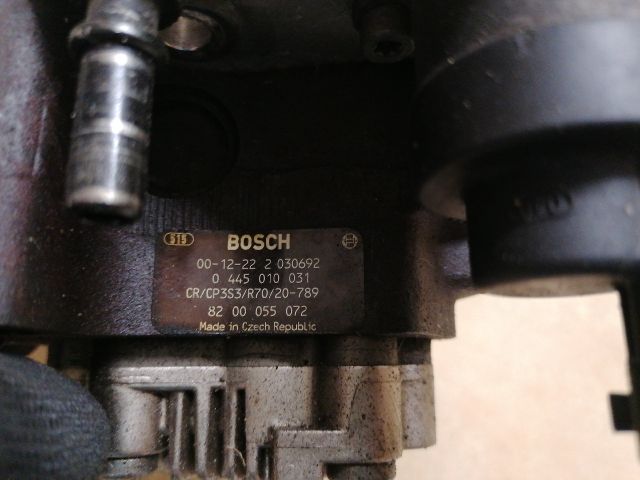 515 BOSCH
00-12-22 2 030692
0 445 010 031
CR/CP3S3/R70/20-789
82 00 055 072
Made in Czech Republic